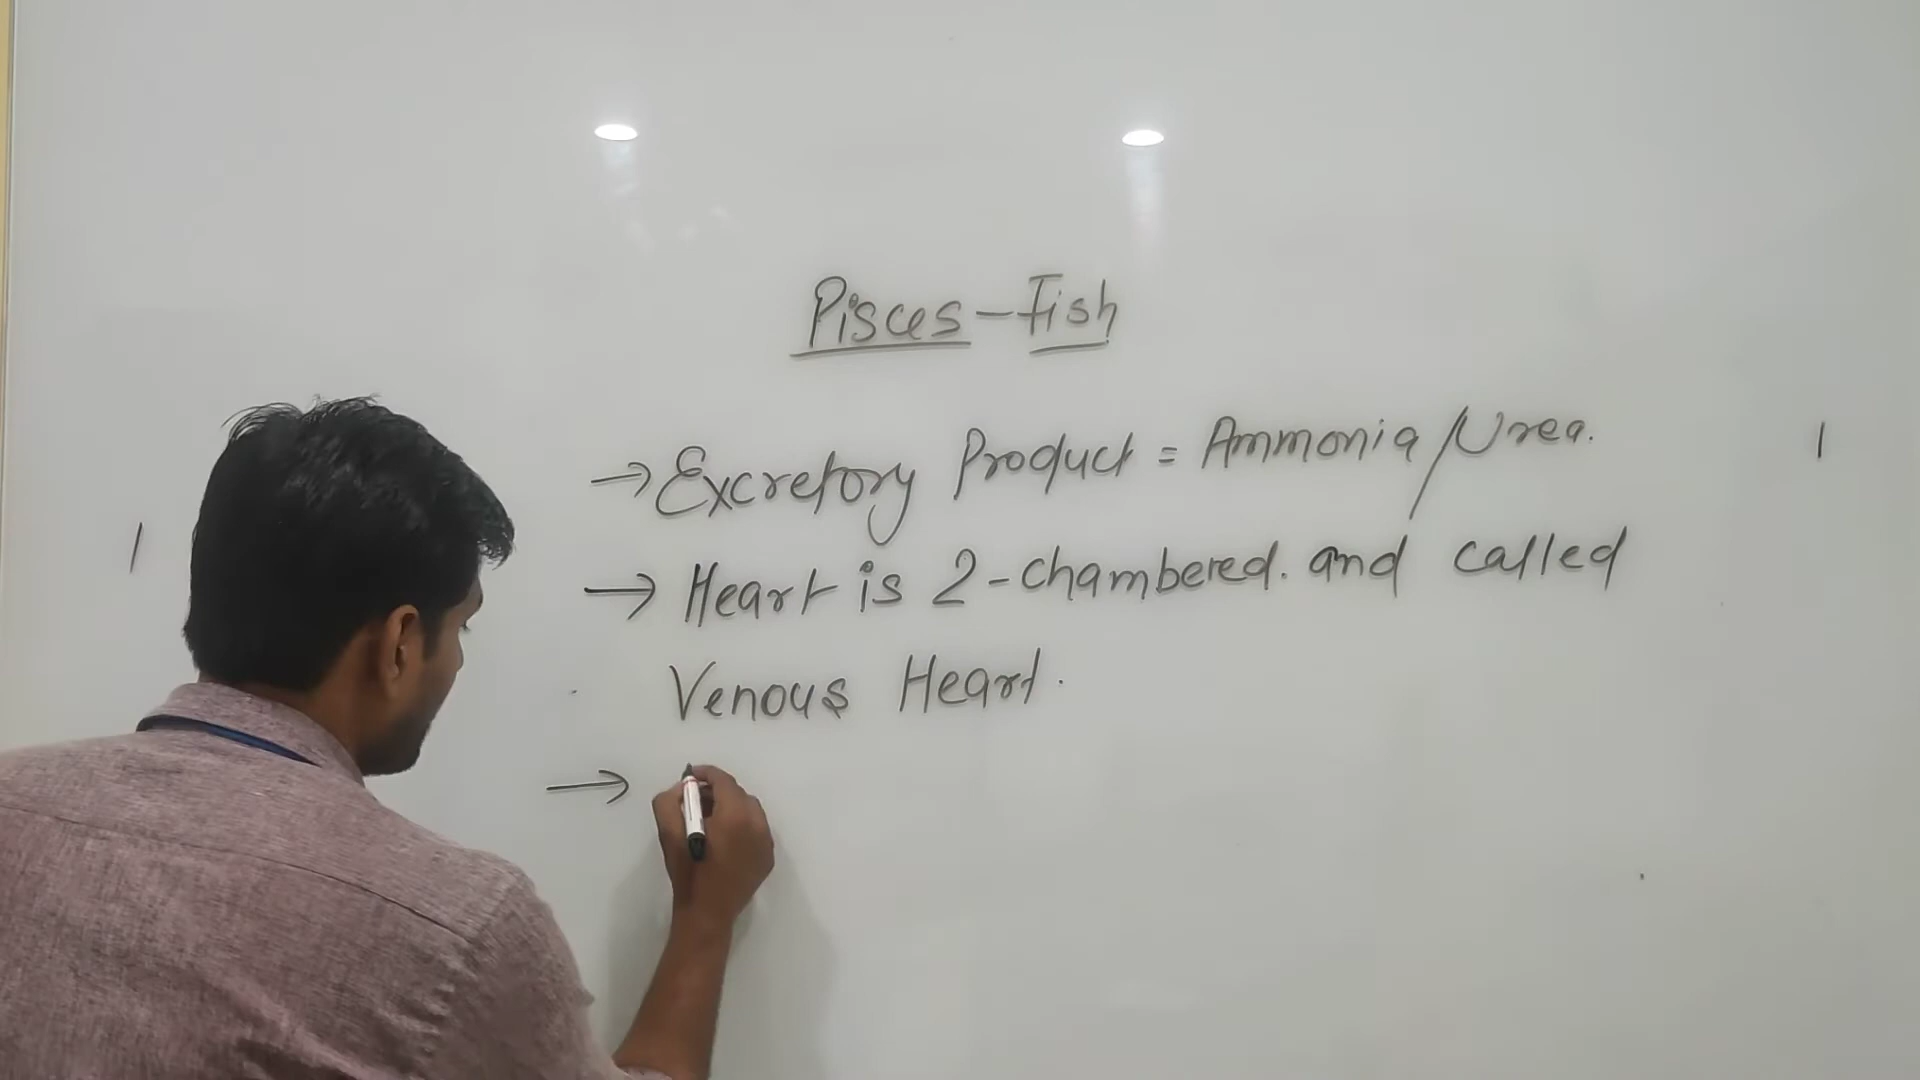 Pisces - Fish
→ Excretory Product = Ammonia/Urea.
→ Heart is 2-chambered. and called
Venous Heart.
→